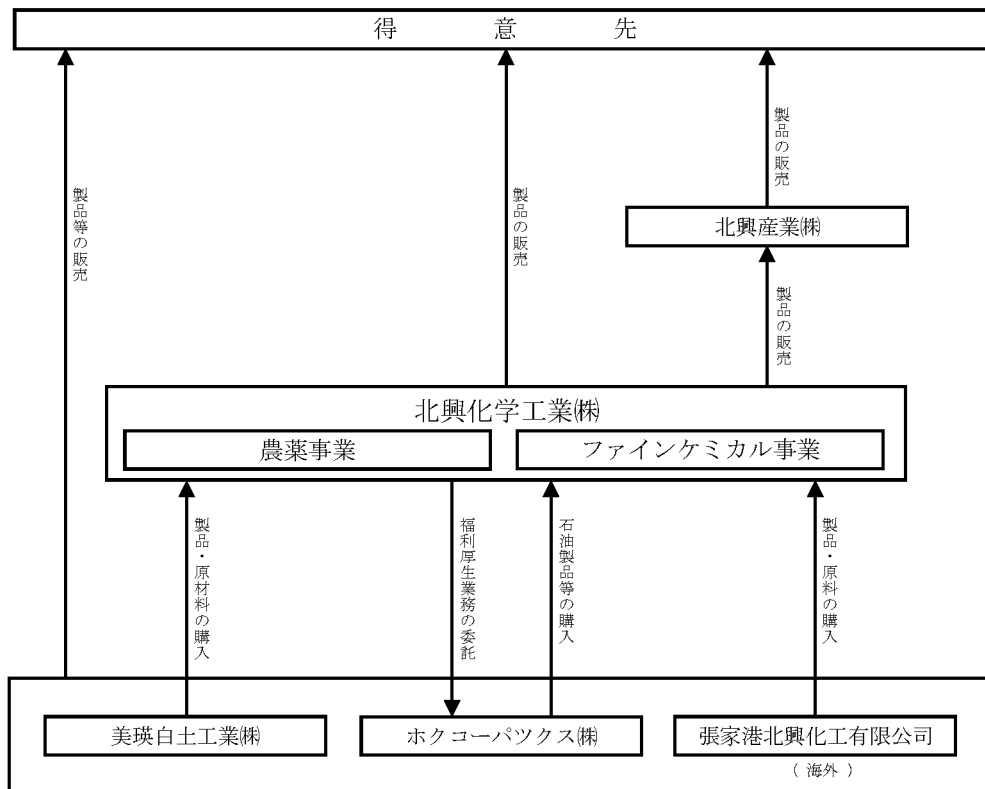 得意先
製品の販売
北興産業㈱
製品等の販売
製品の販売
製品の販売
北興化学工業㈱
農薬事業
ファインケミカル事業
製品・原材料の購入
福利厚生業務の委託
石油製品等の購入
製品・原料の購入
美瑛白土工業㈱
ホクコーパツクス㈱
張家港北興化工有限公司
（ 海外 ）